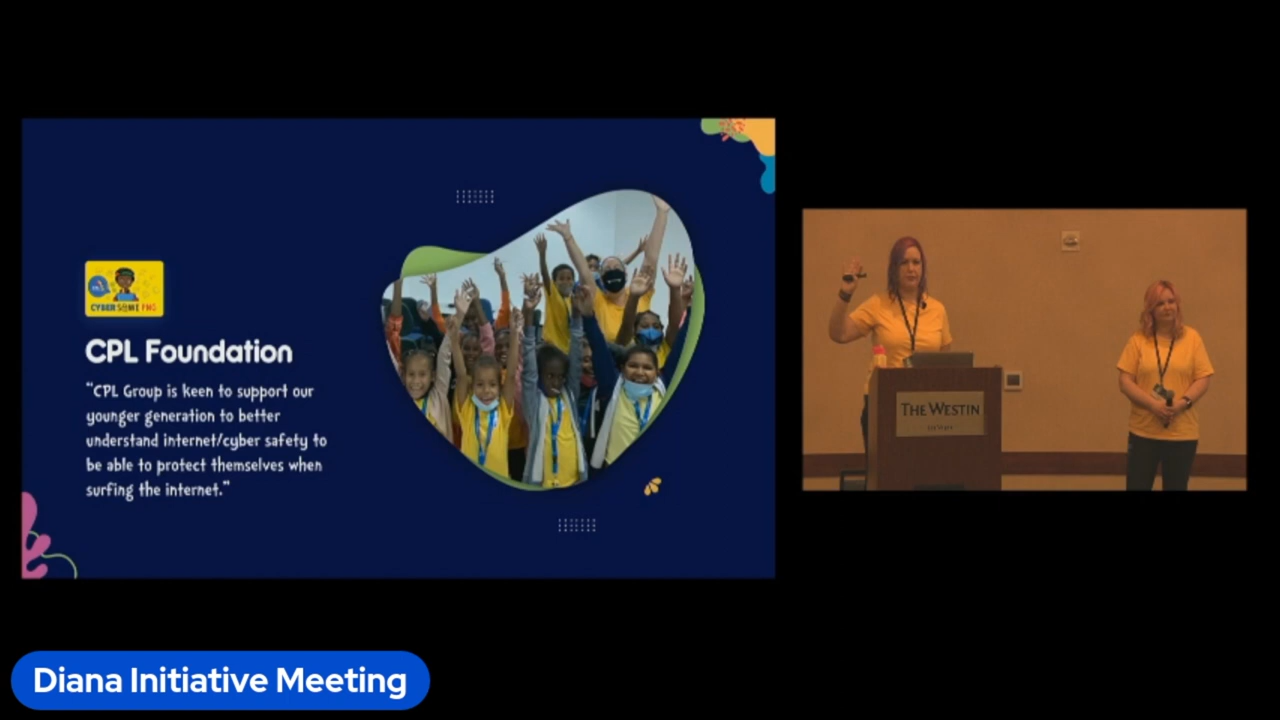 CYBER S@ME PNG
CPL Foundation
“CPL Group is keen to support our
younger generation to better
understand internet/cyber safety to
be able to protect themselves when
surfing the internet.”
THE WESTIN
Diana Initiative Meeting